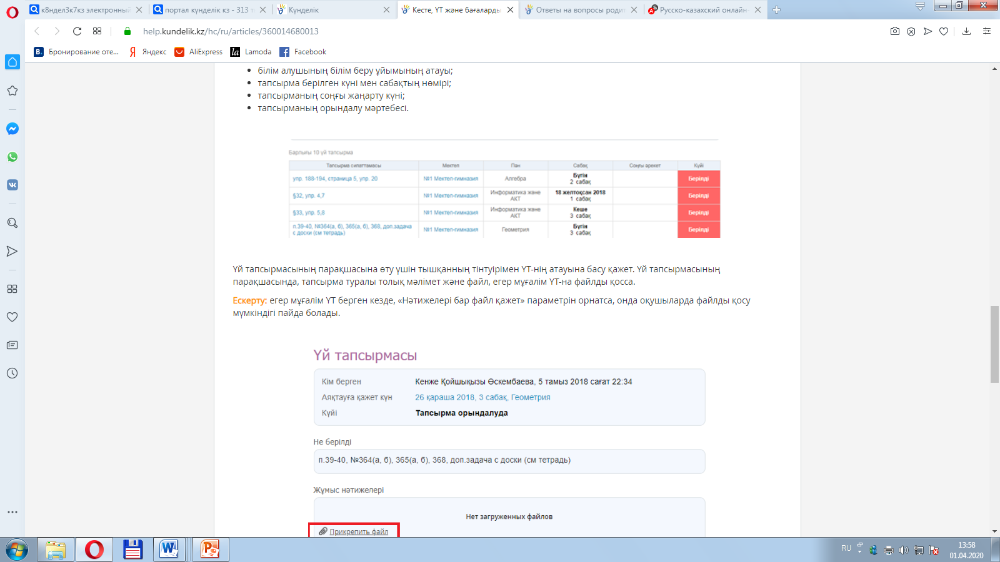 к8ндел3к7кз электронный
портал күнделік кз - 313 т
Күнделік
Кесте, ҮТ және бағаларды
Ответы на вопросы родит
Русско-казахский онлайн-
help.kundelik.kz/hc/ru/articles/360014680013
Бронирование оте...
Яндекс
AliExpress
Lamoda
Facebook
білім алушының білім беру ұйымының атауы;
тапсырма берілген күні мен сабақтың нөмірі;
тапсырманың соңғы жаңарту күні;
тапсырманың орындалу мәртебесі.
Барлығы 10 үй тапсырма
Тапсырма сипаттамасы Мектеп Пән Сабақ Соңғы әрекет Күйі
упр. 188-194, страница 5, упр. 20 №1 Мектеп-гимназия Алгебра Бүгін 2 сабақ Берілді
§32, упр. 4,7 №1 Мектеп-гимназия Информатика және АКТ 18 желтоқсан 2018 1 сабақ Берілді
§33, упр. 5,8 №1 Мектеп-гимназия Информатика және АКТ Кеше 3 сабақ Берілді
п.39-40, №364(а, б), 365(а, б), 368, доп.задача с доски (см тетрадь) №1 Мектеп-гимназия Геометрия Бүгін 3 сабақ Берілді
Үй тапсырмасының парақшасына өту үшін тышқанның тінтуірімен ҮТ-нің атауына басу қажет. Үй тапсырмасының
парақшасында, тапсырма туралы толық мәлімет және файл, егер мұғалім ҮТ-на файлды қосса.
Ескерту: егер мұғалім ҮТ берген кезде, «Нәтижелері бар файл қажет» параметрін орнатса, онда оқушыларда файлды қосу
мүмкіндігі пайда болады.
Үй тапсырмасы
Кім берген Кенже Қойшықызы Өскембаева, 5 тамыз 2018 сағат 22:34
Аяқтауға қажет күн 26 қараша 2018, 3 сабақ, Геометрия
Күйі Тапсырма орындалуда
Не берілді
п.39-40, №364(а, б), 365(а, б), 368, доп.задача с доски (см тетрадь)
Жұмыс нәтижелері
Нет загруженных файлов
Прикрепить файл
RU
13:58
01.04.2020